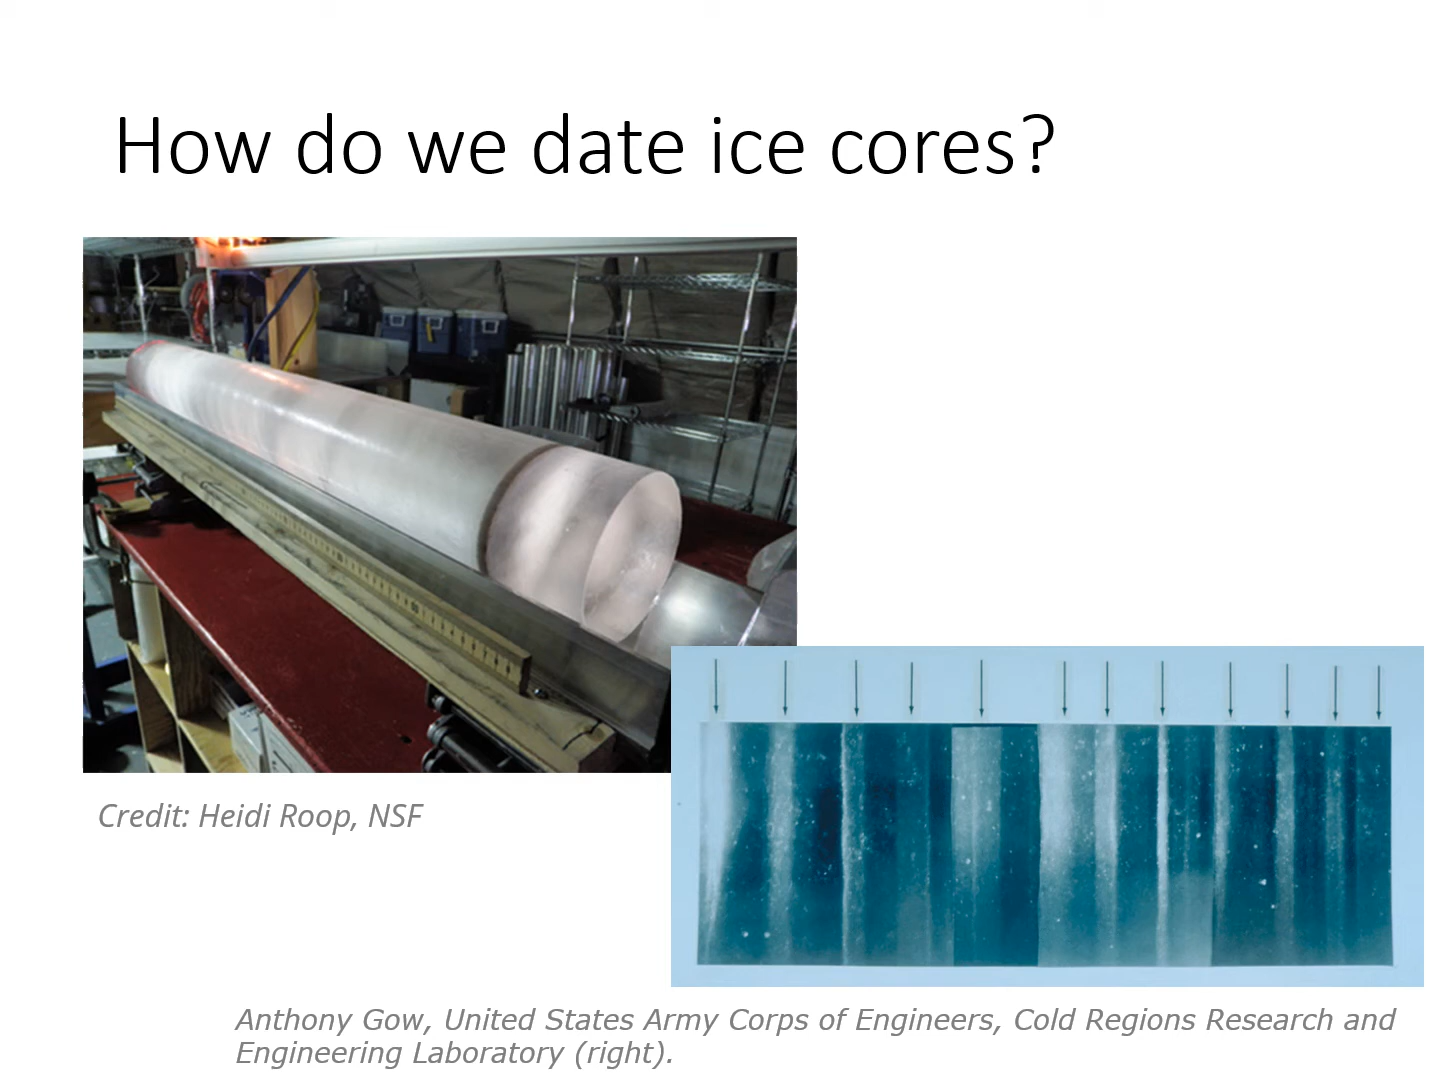 How do we date ice cores?
Credit: Heidi Roop, NSF
Anthony Gow, United States Army Corps of Engineers, Cold Regions Research and
Engineering Laboratory (right).